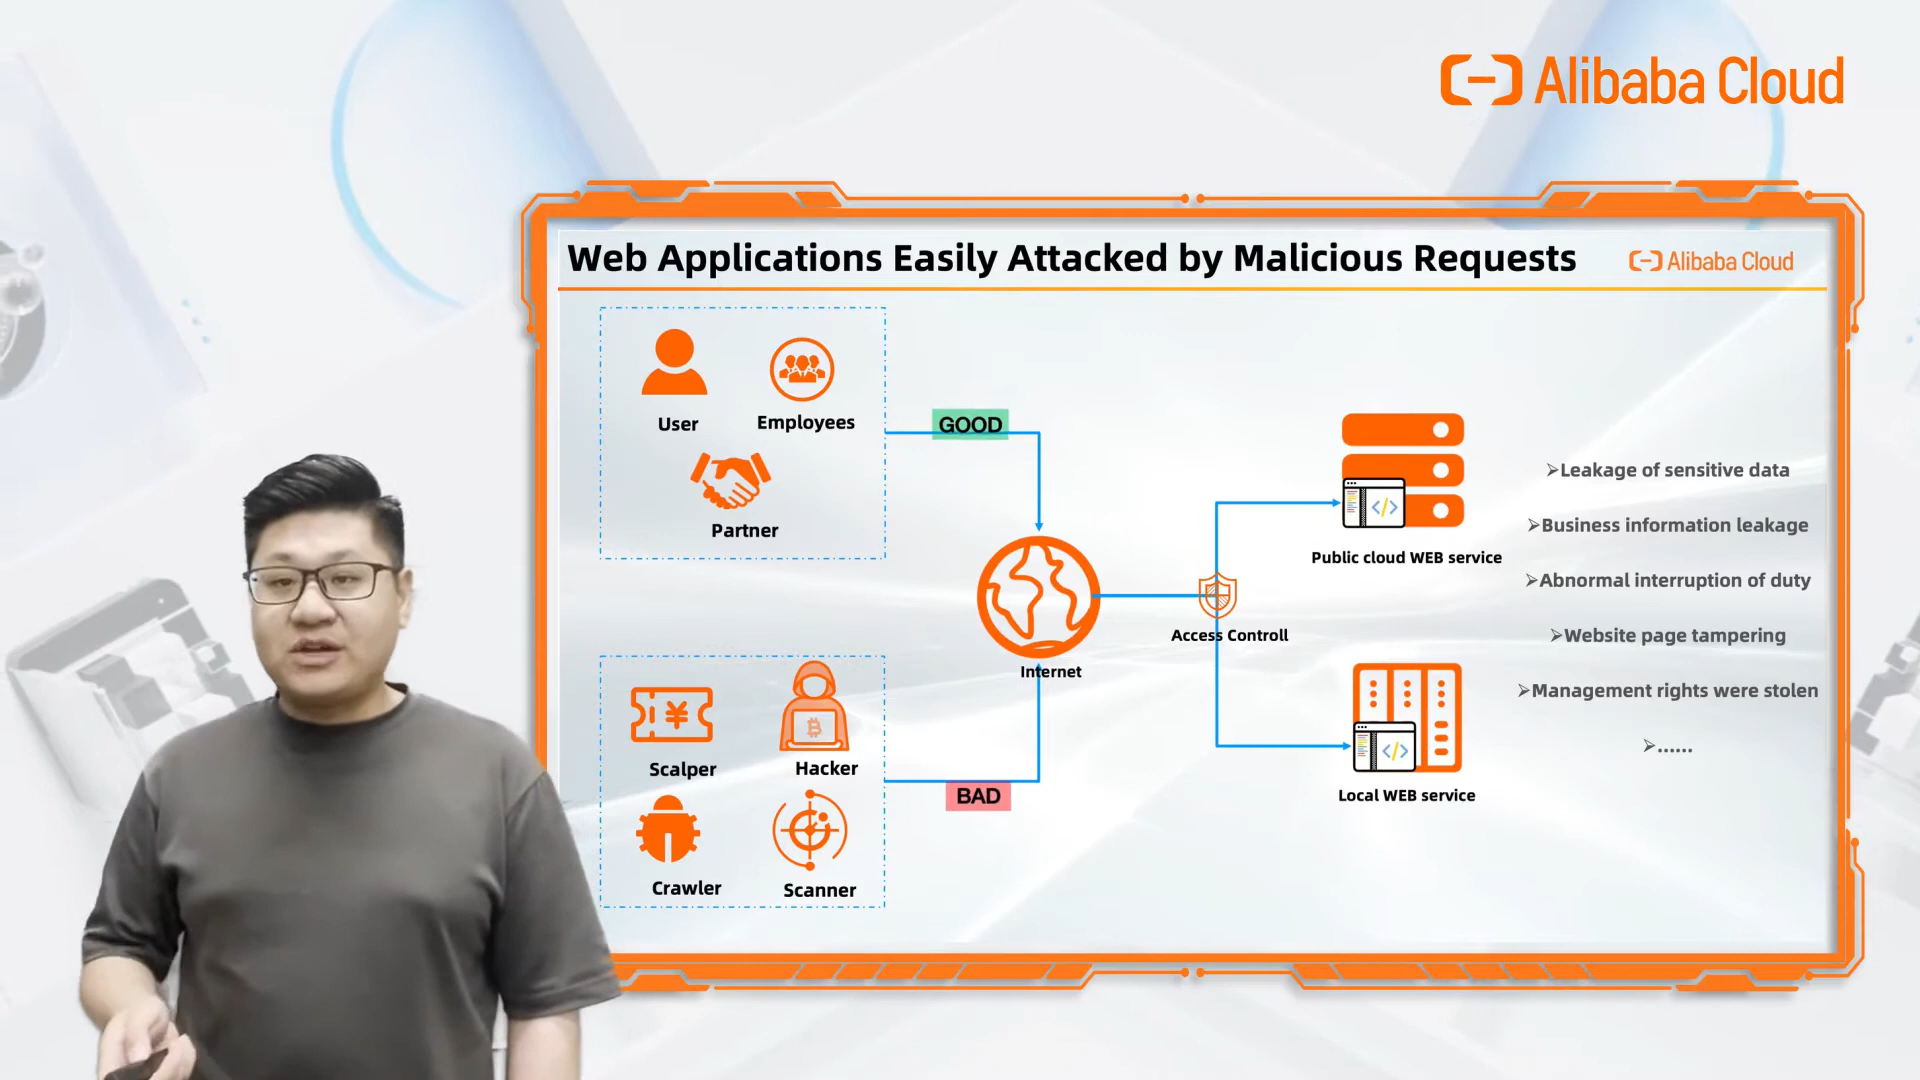 Alibaba Cloud
Web Applications Easily Attacked by Malicious Requests
Alibaba Cloud
User
Employees
Partner
GOOD
Internet
Access Controll
Scalper
Hacker
Crawler
Scanner
BAD
Public cloud WEB service
Local WEB service
➢Leakage of sensitive data
➢Business information leakage
➢Abnormal interruption of duty
➢Website page tampering
➢Management rights were stolen
➢......